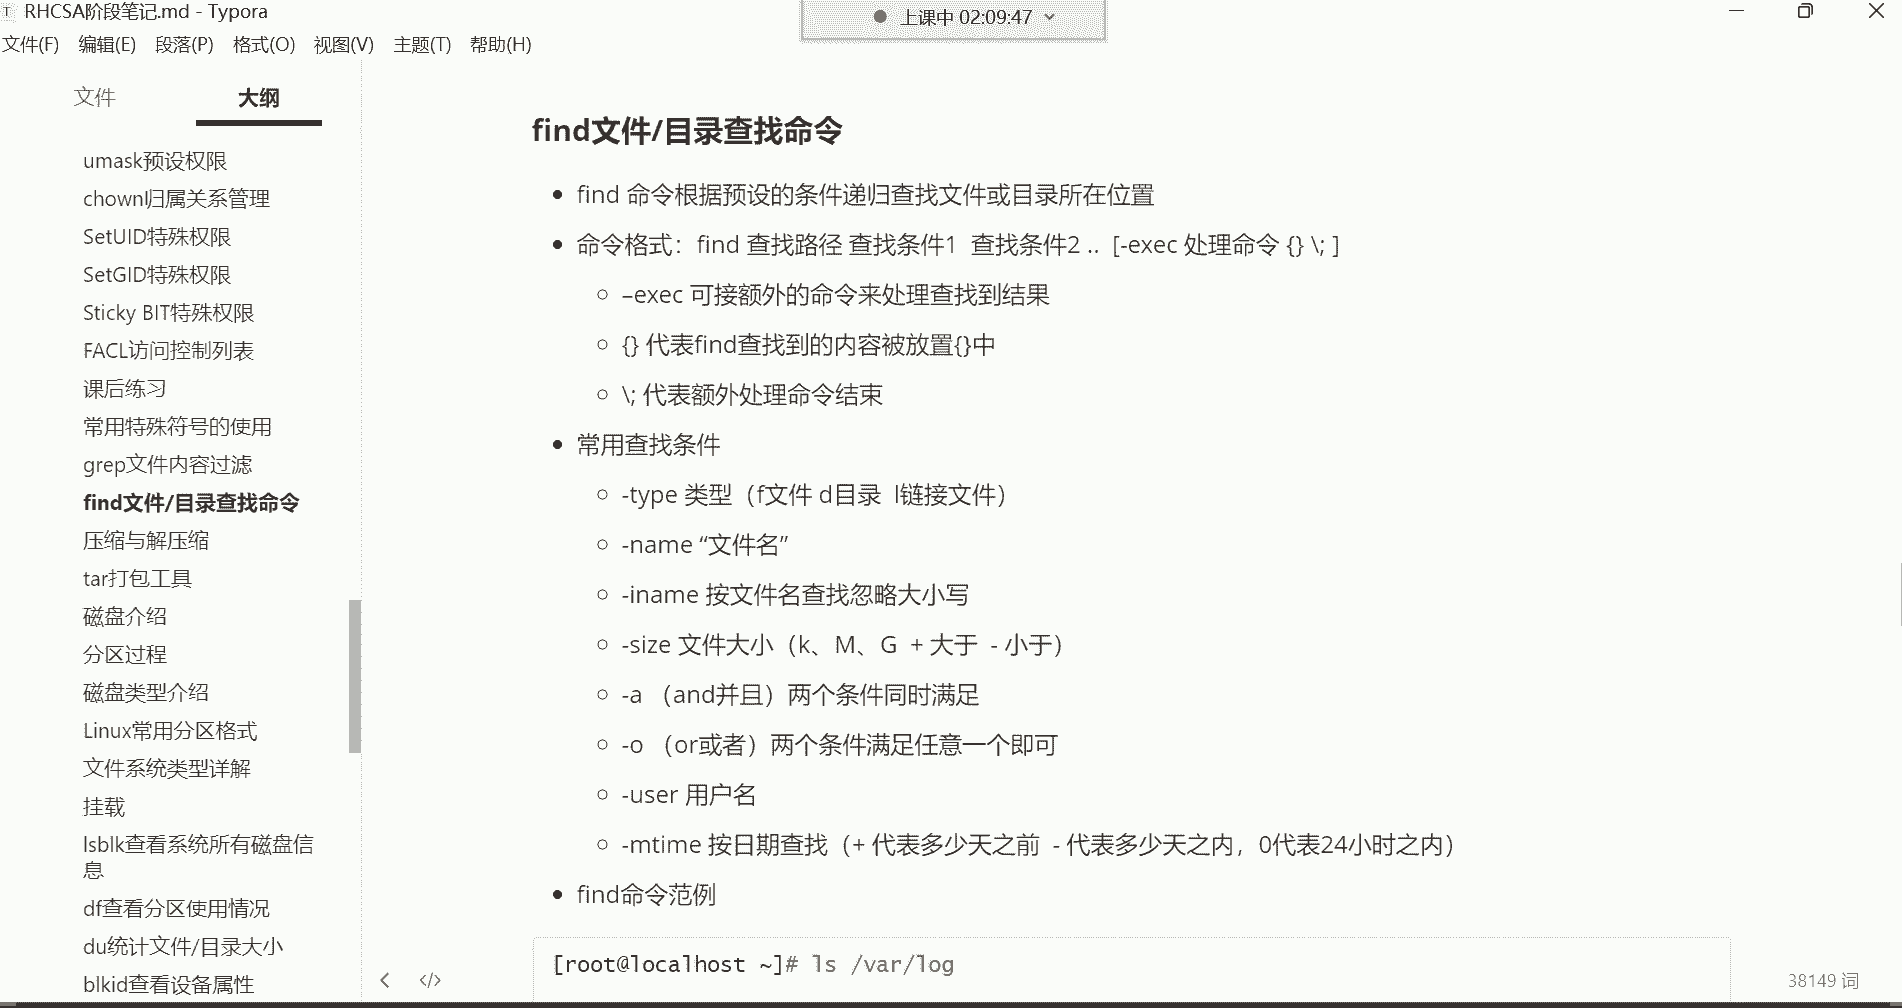 RHCSA阶段笔记.md - Typora
上课中 02:09:47
文件(F) 编辑(E) 段落(P) 格式(O) 视图(V) 主题(T) 帮助(H)
文件 大纲
umask预设权限
chownl归属关系管理
SetUID特殊权限
SetGID特殊权限
Sticky BIT特殊权限
FACL访问控制列表
课后练习
常用特殊符号的使用
grep文件内容过滤
find文件/目录查找命令
压缩与解压缩
tar打包工具
磁盘介绍
分区过程
磁盘类型介绍
Linux常用分区格式
文件系统类型详解
挂载
lsblk查看系统所有磁盘信
息
df查看分区使用情况
du统计文件/目录大小
blkid查看设备属性
find文件/目录查找命令
find 命令根据预设的条件递归查找文件或目录所在位置
命令格式：find 查找路径 查找条件1 查找条件2 .. [-exec 处理命令 {} \; ]
–exec 可接额外的命令来处理查找到结果
{} 代表find查找到的内容被放置{}中
\; 代表额外处理命令结束
常用查找条件
-type 类型（f文件 d目录 l链接文件）
-name “文件名”
-iname 按文件名查找忽略大小写
-size 文件大小（k、M、G + 大于 - 小于）
-a （and并且）两个条件同时满足
-o （or或者）两个条件满足任意一个即可
-user 用户名
-mtime 按日期查找（+ 代表多少天之前 - 代表多少天之内，0代表24小时之内）
find命令范例
[root@localhost ~]# ls /var/log
38149 词